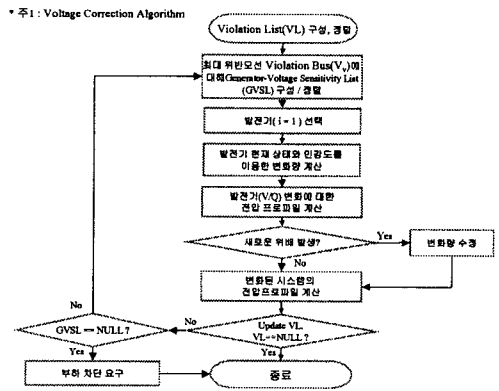 * 주1 : Voltage Correction Algorithm
Violation List(VL) 구성, 정렬
최대 위반모선 Violation Bus(Vv)에
대해Generator-Voltage Sensitivity List
(GVSL) 구성 / 정렬
발전기( i = 1 ) 선택
발전기 현재 상태와 민감도를
이용한 변화량 계산
발전기(V/Q) 변화에 대한
전압 프로파일 계산
새로운 위배 발생?
Yes
변화량 수정
No
변화된 시스템의
전압프로파일 계산
No
GVSL == NULL ?
No
Update VL.
VL==NULL ?
Yes
Yes
부하 차단 요구
종료